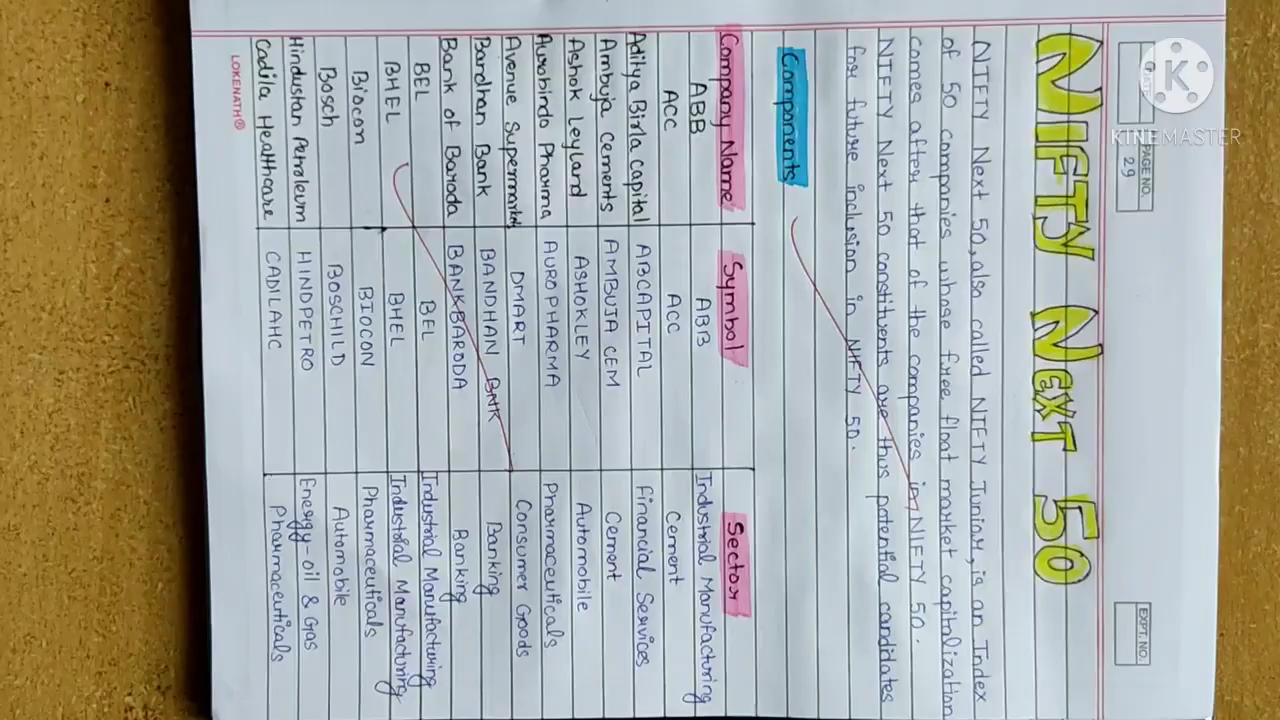 DATE
PAGE NO. 29
EXPT. NO.
KINEMASTER
NIFTY NEXT 50
NIFTY Next 50, also called NIFTY Junior, is an Index
of 50 companies whose free float market capitalization
comes after that of the companies in NIFTY 50.
NIFTY Next 50 constituents are thus potential candidates
for future inclusion in NIFTY 50.
Components
Company Name Symbol Sector
ABB ABB Industrial Manufacturing
ACC ACC Cement
Aditya Birla Capital ABCAPITAL Financial Services
Ambuja Cements AMBUJA CEM Cement
Ashok Leyland ASHOKLEY Automobile
Aurobindo Pharma AUROPHARMA Pharmaceuticals
Avenue Supermarkets DMART Consumer Goods
Bandhan Bank BANDHAN BNK Banking
Bank of Baroda BANKBARODA Banking
BEL BEL Industrial Manufacturing
BHEL BHEL Industrial Manufacturing
Biocon BIOCON Pharmaceuticals
Bosch BOSCHILD Automobile
Hindustan Petroleum HINDPETRO Energy-oil & Gas
Cadila Healthcare CADILAHC Pharmaceuticals
LOKENATH®